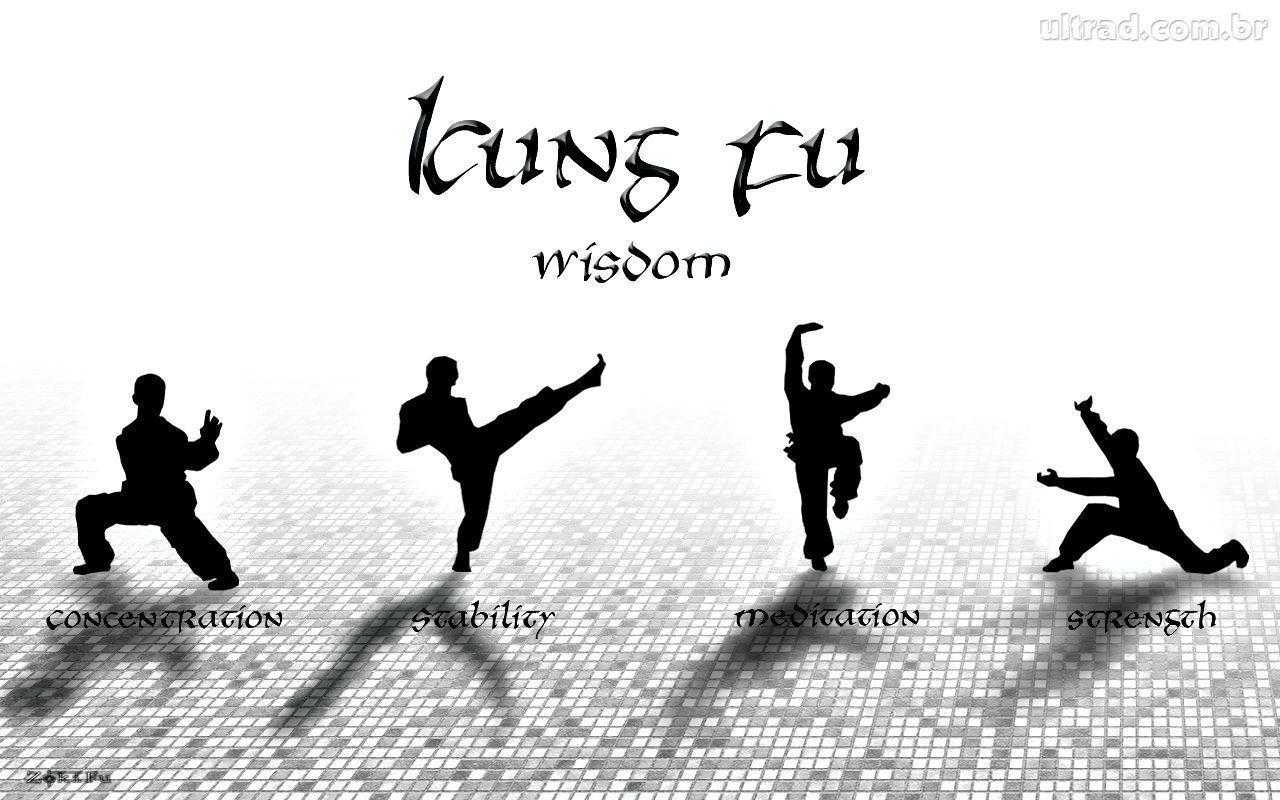 ultrad.com.br
kung fu
wisdom
concentration
stability
meditation
strength